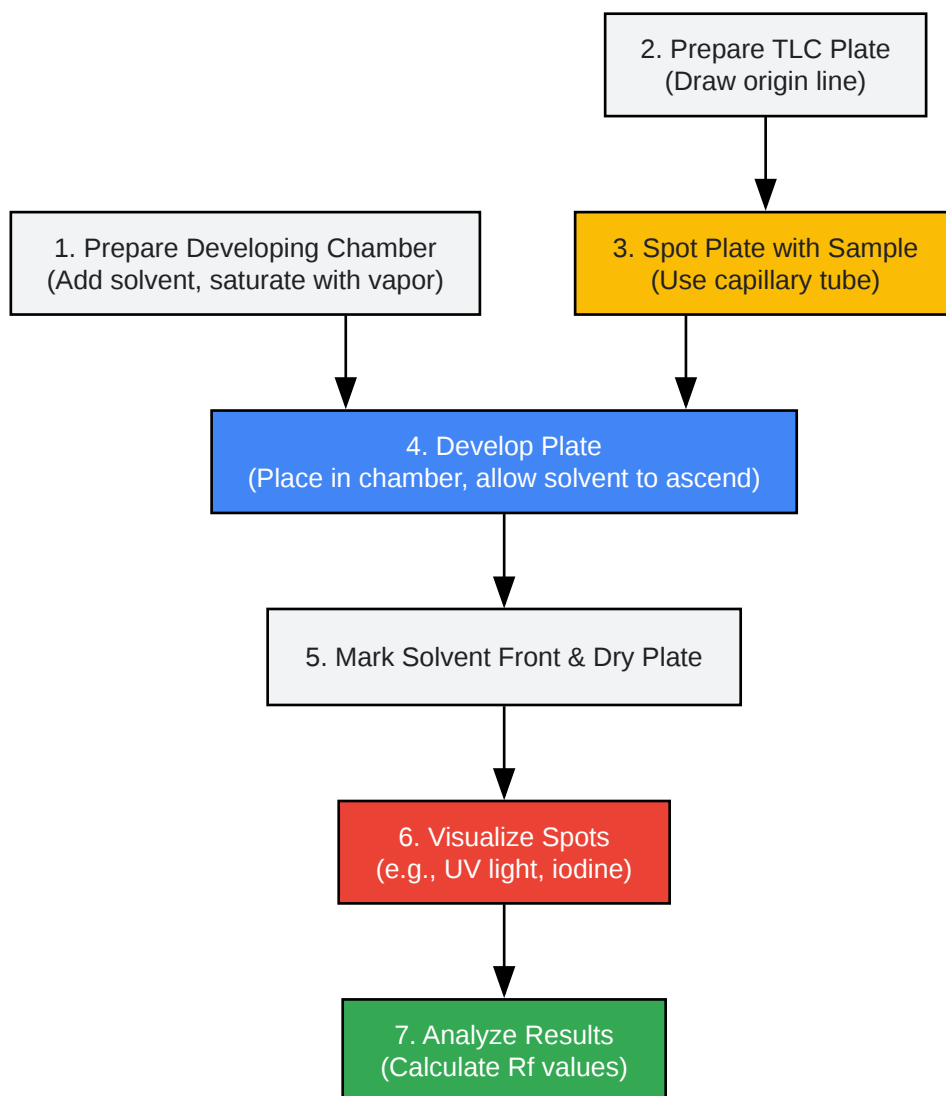 2. Prepare TLC Plate
(Draw origin line)
1. Prepare Developing Chamber
(Add solvent, saturate with vapor)
3. Spot Plate with Sample
(Use capillary tube)
4. Develop Plate
(Place in chamber, allow solvent to ascend)
5. Mark Solvent Front & Dry Plate
6. Visualize Spots
(e.g., UV light, iodine)
7. Analyze Results
(Calculate Rf values)